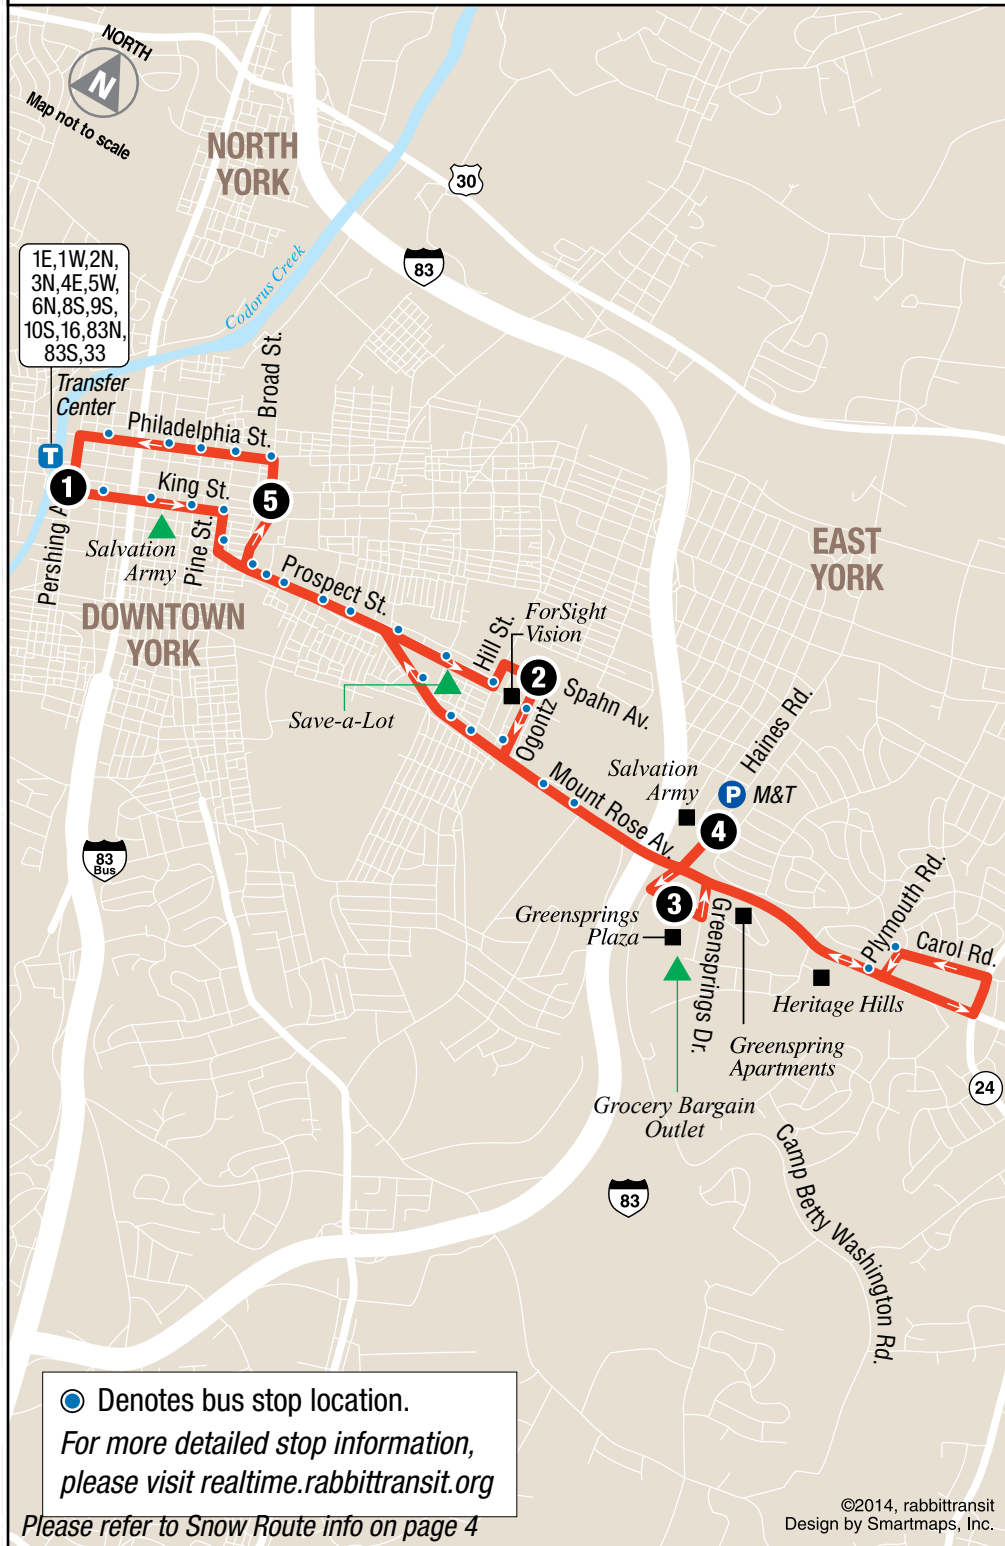 NORTH
N
Map not to scale
NORTH
YORK
30
83
Codorus Creek
1E,1W,2N,
3N,4E,5W,
6N,8S,9S,
10S,16,83N,
83S,33
Transfer
Center
T
Broad St.
Philadelphia St.
1
King St.
5
Pershing A
Salvation
Army
Pine St.
Prospect St.
DOWNTOWN
YORK
EAST
YORK
ForSight
Vision
Hill St.
2
Spahn Av.
Save-a-Lot
Ogontz
Haines Rd.
Salvation
Army
P M&T
Mount Rose Av.
4
83
Bus
3
Greensprings
Plaza
Greensprings Dr.
Plymouth Rd.
Carol Rd.
Heritage Hills
Greenspring
Apartments
24
Grocery Bargain
Outlet
Camp Betty Washington Rd.
83
Denotes bus stop location.
For more detailed stop information,
please visit realtime.rabbittransit.org
Please refer to Snow Route info on page 4
©2014, rabbittransit
Design by Smartmaps, Inc.